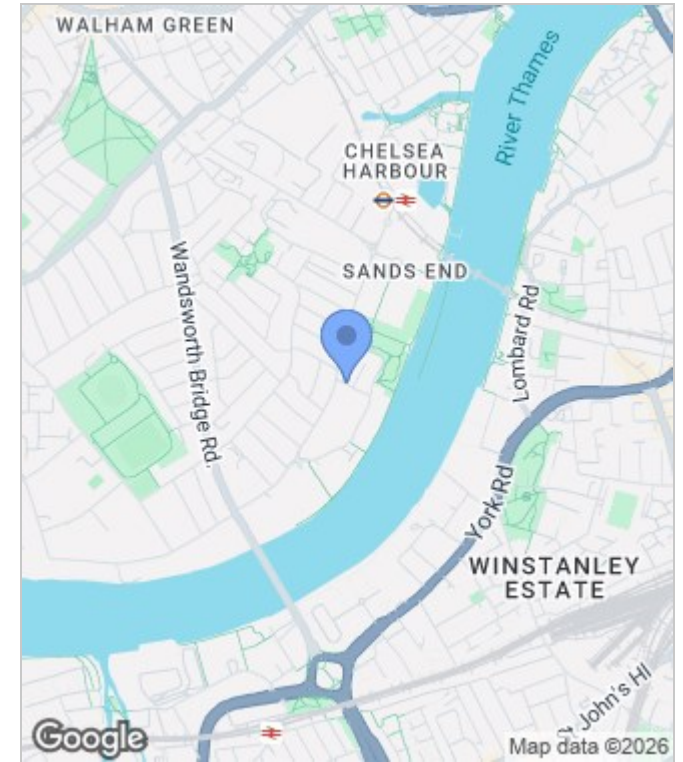 WALHAM GREEN
River Thames
CHELSEA
HARBOUR
SANDS END
Wandsworth Bridge Rd.
Lombard Rd
York Rd
WINSTANLEY
ESTATE
St John's Hl
Google
Map data ©2026